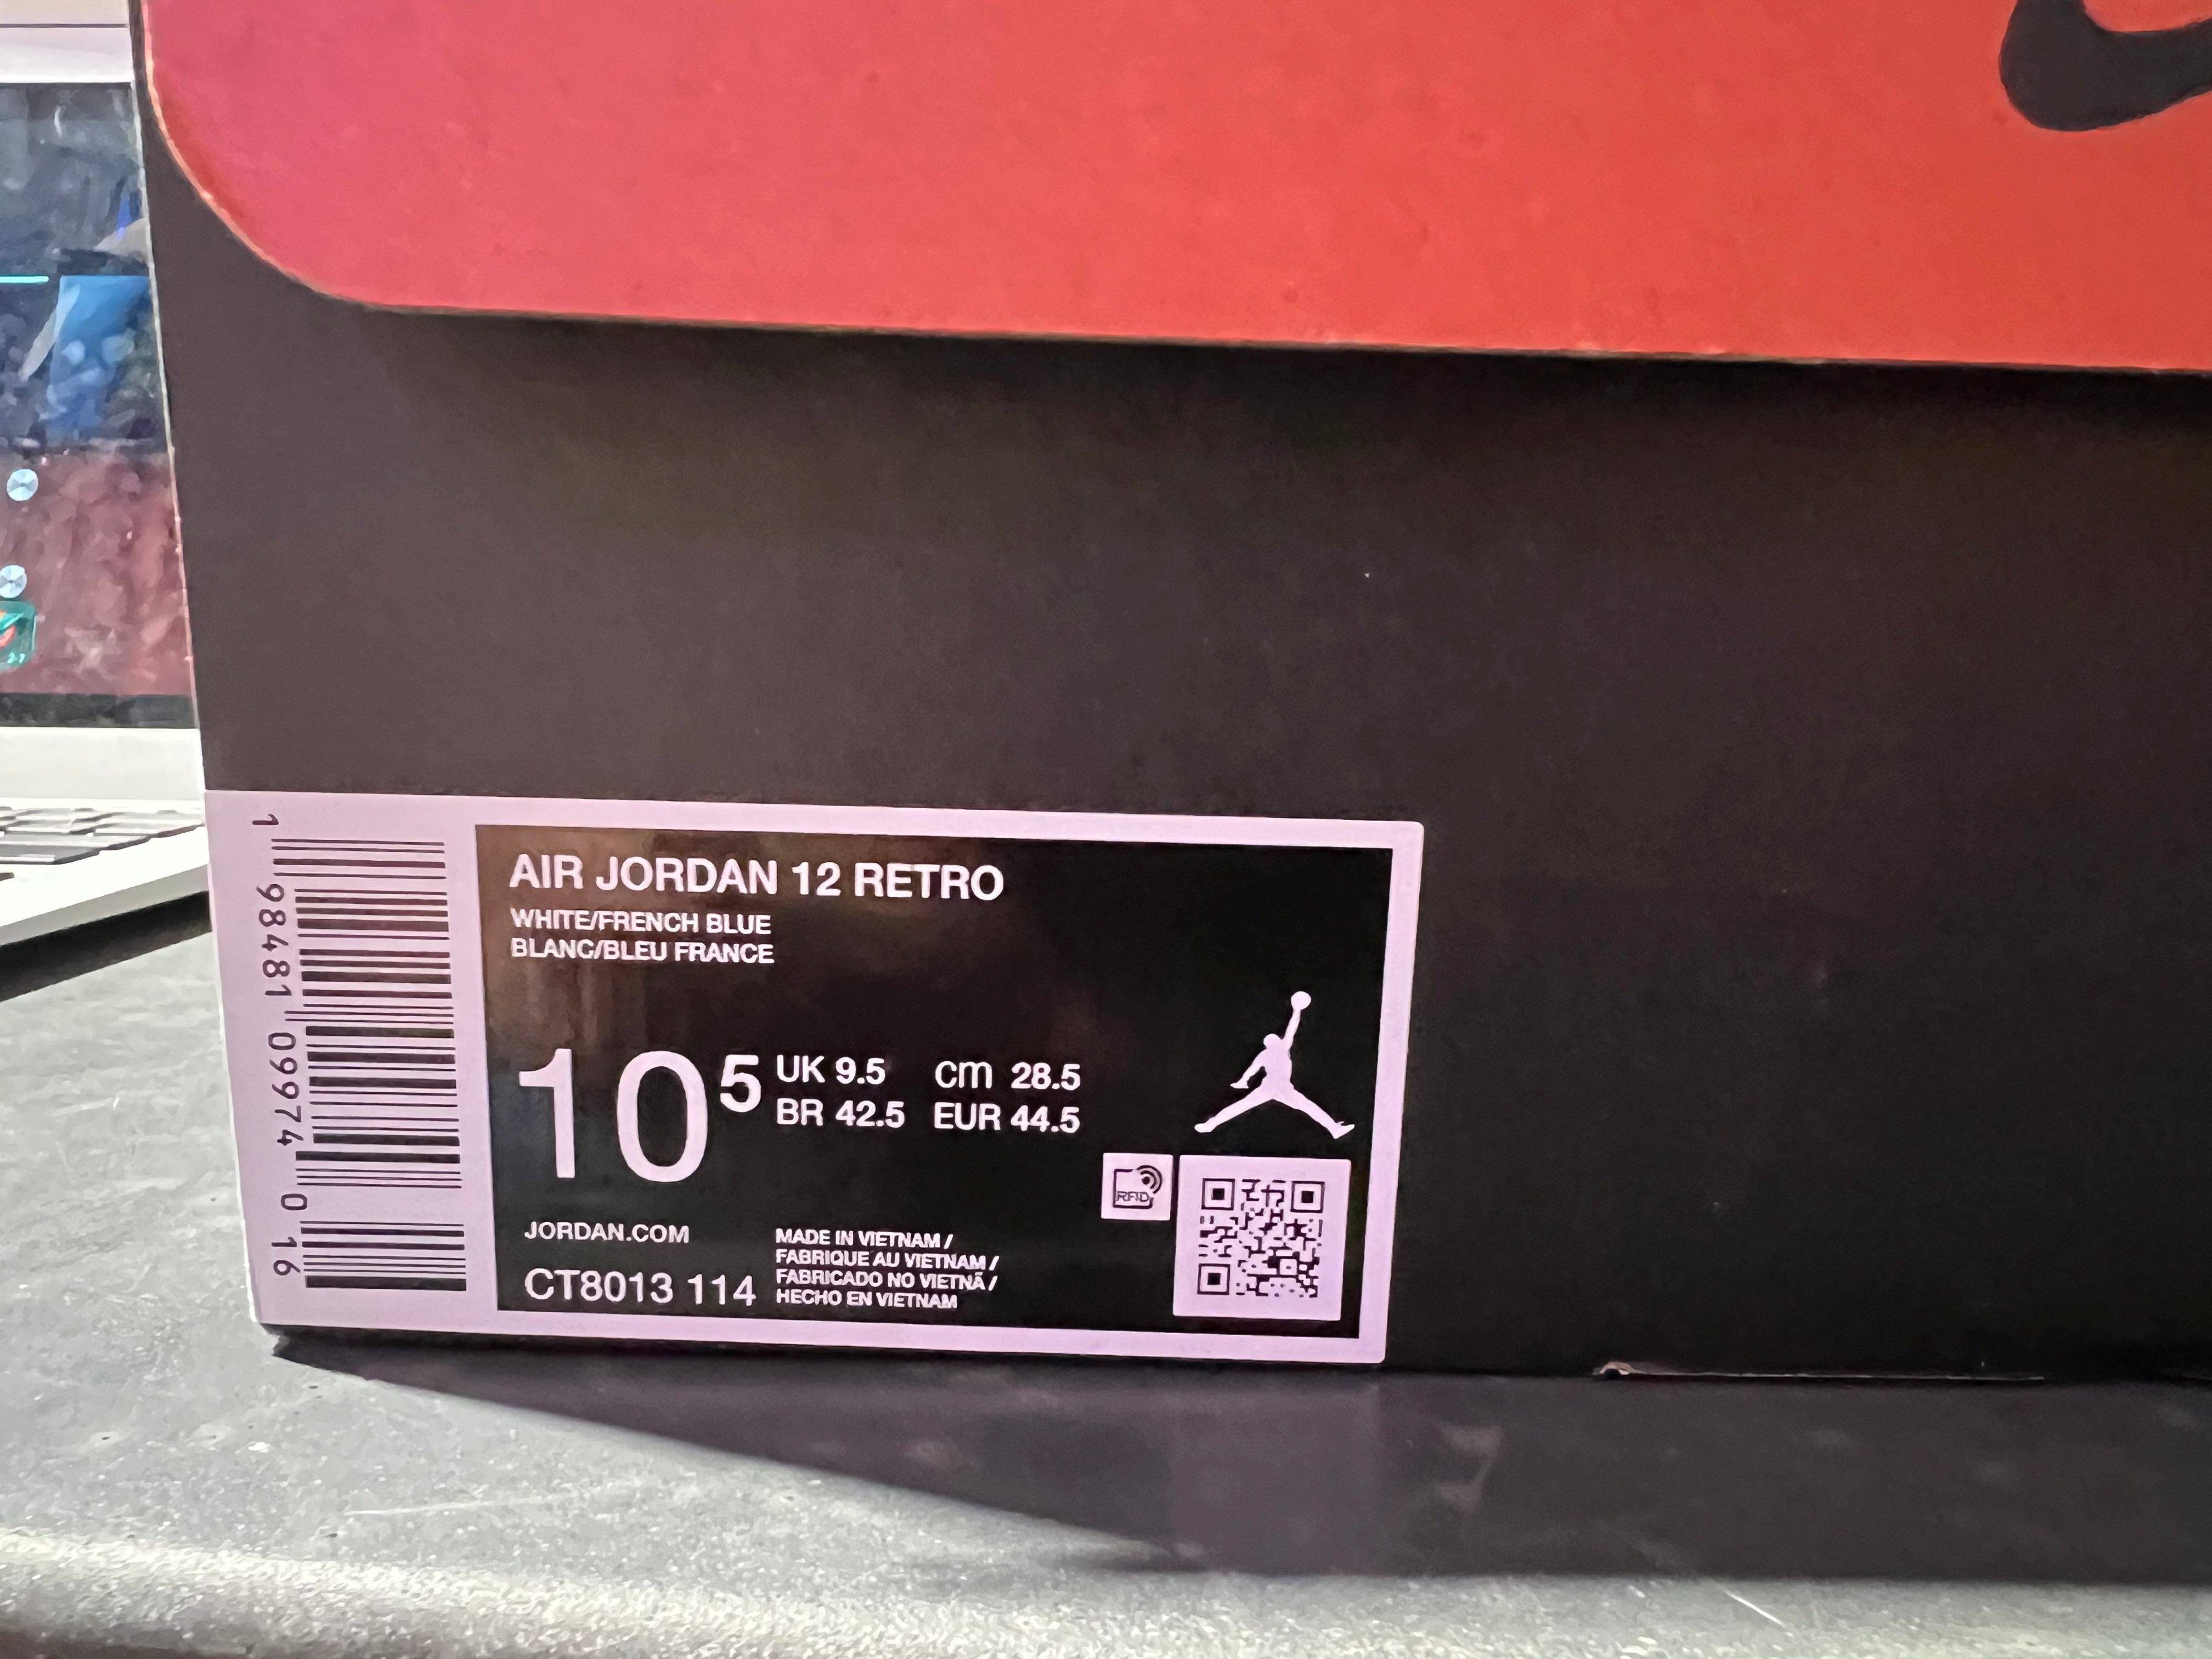 AIR JORDAN 12 RETRO
WHITE/FRENCH BLUE
BLANC/BLEU FRANCE
10 5
UK 9.5 cm 28.5
BR 42.5 EUR 44.5
RFID
JORDAN.COM
CT8013 114
MADE IN VIETNAM /
FABRIQUE AU VIETNAM /
FABRICADO NO VIETNÃ /
HECHO EN VIETNAM
1 98481 09974 0 16